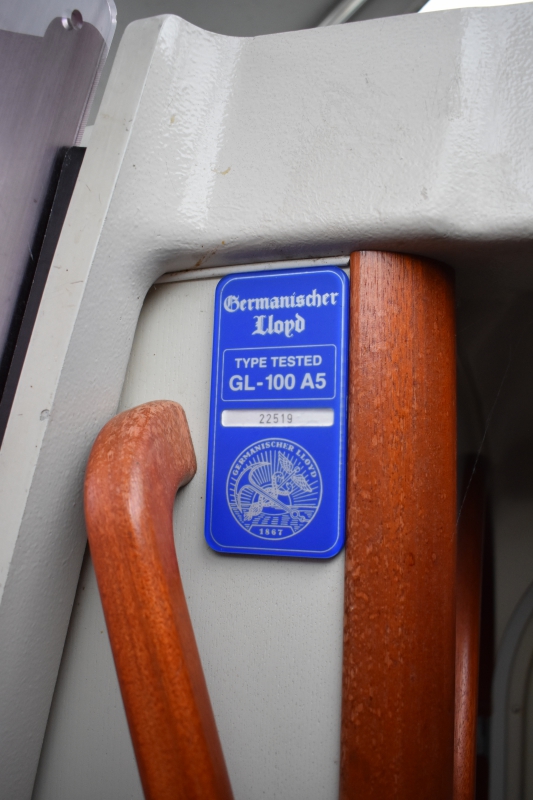 Germanischer
Lloyd
TYPE TESTED
GL-100 A5
22519
GERMANISCHER LLOYD
1867